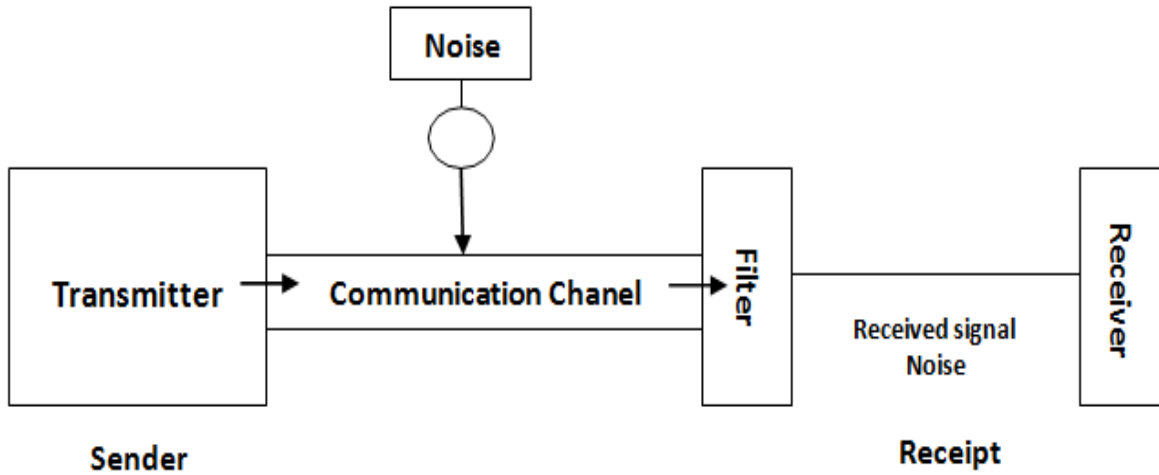 Noise
Transmitter
Communication Chanel
Filter
Received signal
Noise
Receiver
Sender
Receipt